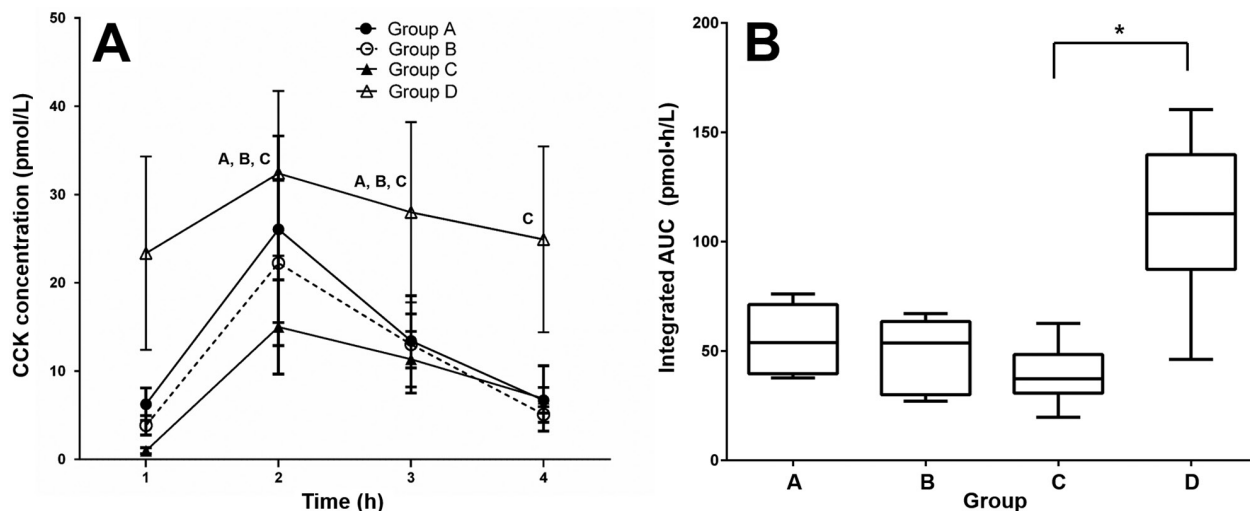 A
Group A
Group B
Group C
Group D
CCK concentration (pmol/L)
50
40
30
20
10
0
A, B, C
A, B, C
C
1 2 3 4
Time (h)
B
*
Integrated AUC (pmol•h/L)
200
150
100
50
0
A B C D
Group